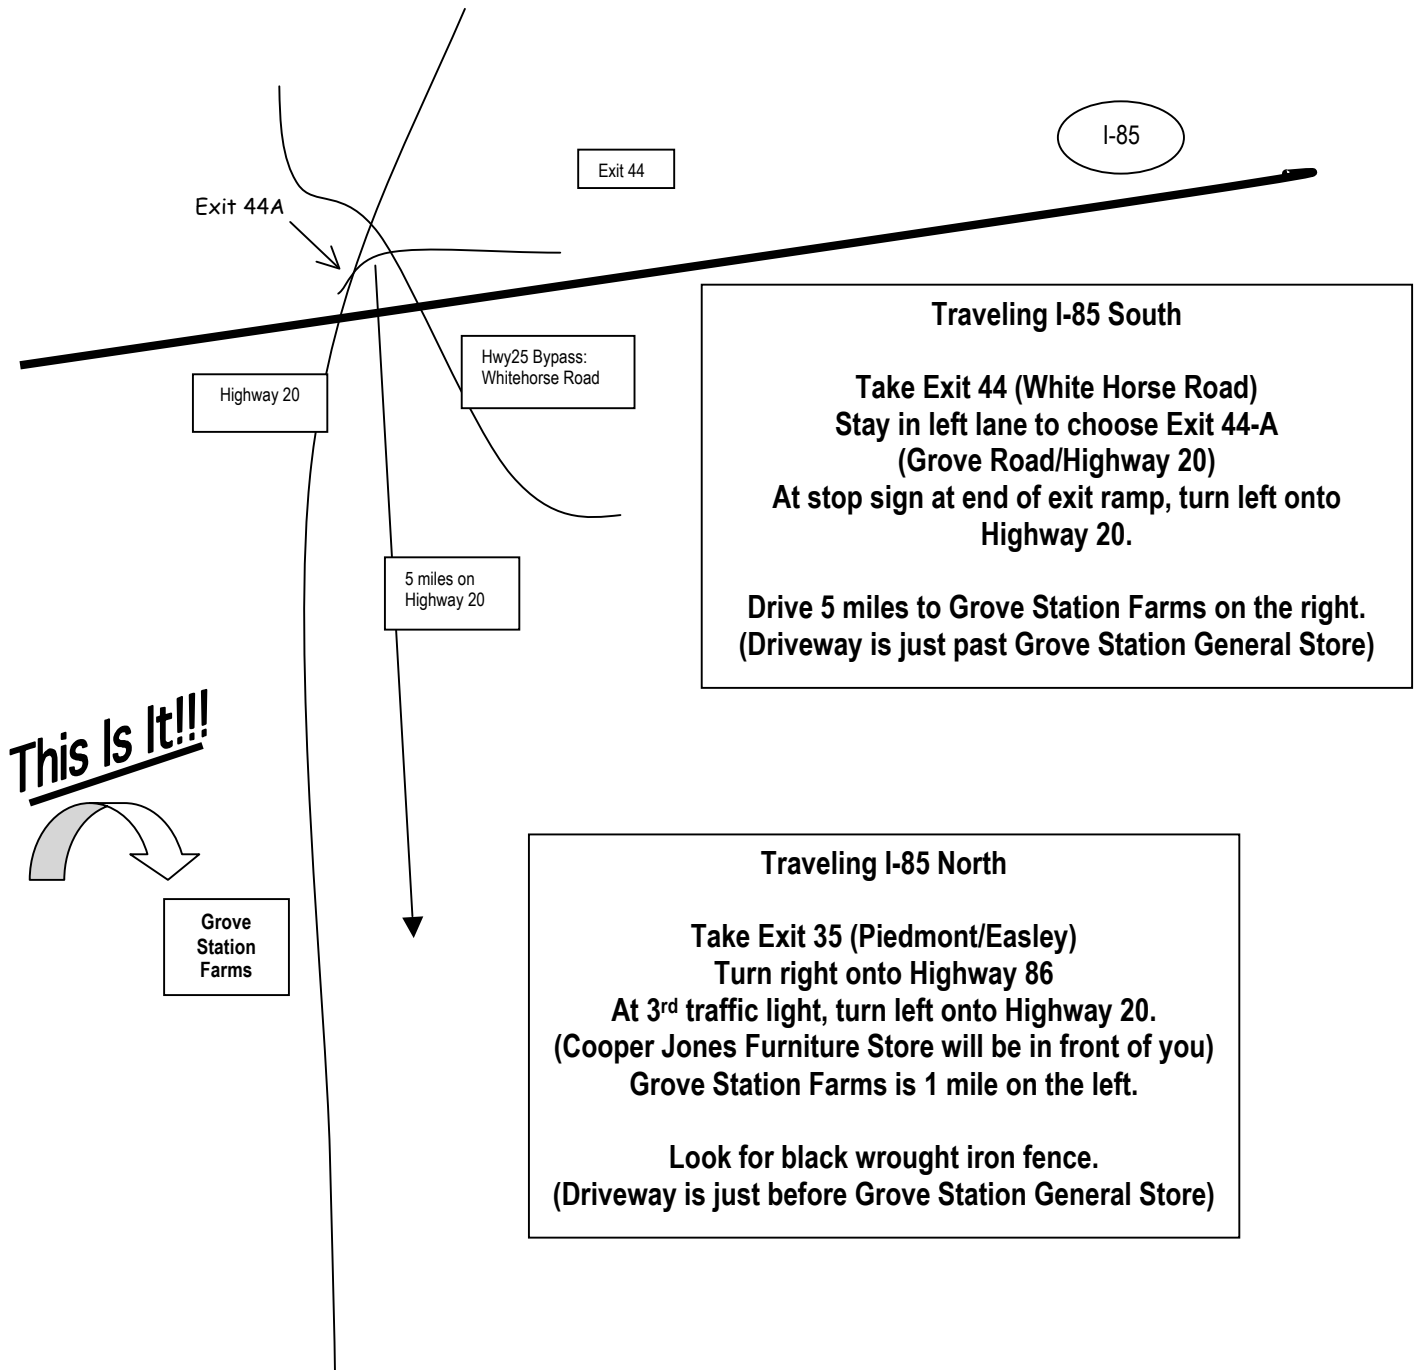 I-85
Exit 44
Exit 44A
Traveling I-85 South
Take Exit 44 (White Horse Road)
Stay in left lane to choose Exit 44-A
(Grove Road/Highway 20)
At stop sign at end of exit ramp, turn left onto
Highway 20.
Drive 5 miles to Grove Station Farms on the right.
(Driveway is just past Grove Station General Store)
Hwy25 Bypass:
Whitehorse Road
Highway 20
5 miles on
Highway 20
This Is It!!!
Grove
Station
Farms
Traveling I-85 North
Take Exit 35 (Piedmont/Easley)
Turn right onto Highway 86
At 3rd traffic light, turn left onto Highway 20.
(Cooper Jones Furniture Store will be in front of you)
Grove Station Farms is 1 mile on the left.
Look for black wrought iron fence.
(Driveway is just before Grove Station General Store)